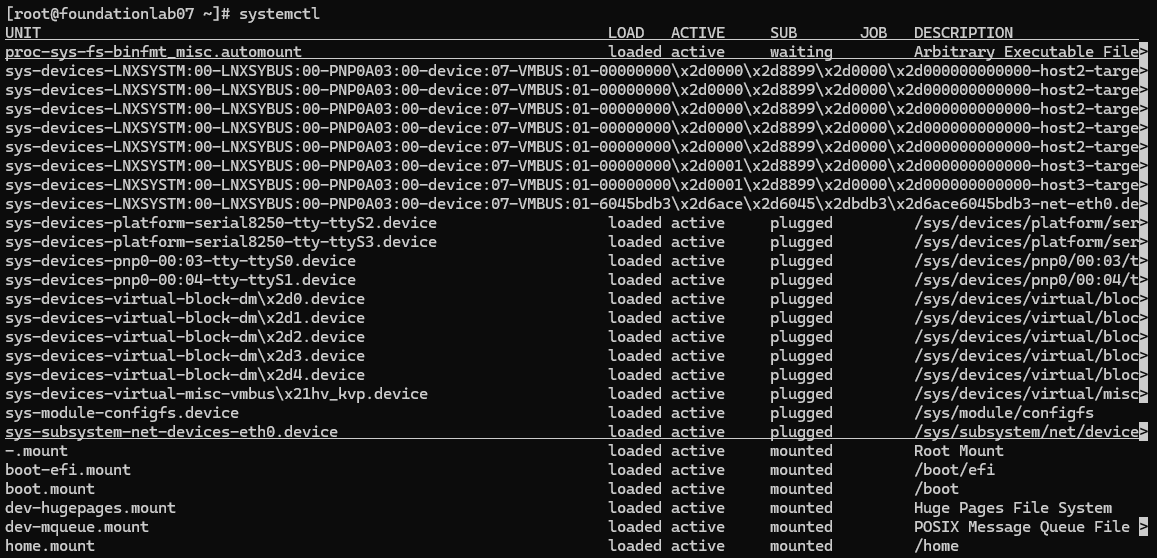 [root@foundationlab07 ~]# systemctl
UNIT LOAD ACTIVE SUB JOB DESCRIPTION
proc-sys-fs-binfmt_misc.automount loaded active waiting Arbitrary Executable File>
sys-devices-LNXSYSTM:00-LNXSYBUS:00-PNP0A03:00-device:07-VMBUS:01-00000000\x2d0000\x2d8899\x2d0000\x2d000000000000-host2-targe>
sys-devices-LNXSYSTM:00-LNXSYBUS:00-PNP0A03:00-device:07-VMBUS:01-00000000\x2d0000\x2d8899\x2d0000\x2d000000000000-host2-targe>
sys-devices-LNXSYSTM:00-LNXSYBUS:00-PNP0A03:00-device:07-VMBUS:01-00000000\x2d0000\x2d8899\x2d0000\x2d000000000000-host2-targe>
sys-devices-LNXSYSTM:00-LNXSYBUS:00-PNP0A03:00-device:07-VMBUS:01-00000000\x2d0000\x2d8899\x2d0000\x2d000000000000-host2-targe>
sys-devices-LNXSYSTM:00-LNXSYBUS:00-PNP0A03:00-device:07-VMBUS:01-00000000\x2d0000\x2d8899\x2d0000\x2d000000000000-host2-targe>
sys-devices-LNXSYSTM:00-LNXSYBUS:00-PNP0A03:00-device:07-VMBUS:01-00000000\x2d0001\x2d8899\x2d0000\x2d000000000000-host3-targe>
sys-devices-LNXSYSTM:00-LNXSYBUS:00-PNP0A03:00-device:07-VMBUS:01-00000000\x2d0001\x2d8899\x2d0000\x2d000000000000-host3-targe>
sys-devices-LNXSYSTM:00-LNXSYBUS:00-PNP0A03:00-device:07-VMBUS:01-6045bdb3\x2d6ace\x2d6045\x2dbdb3\x2d6ace6045bdb3-net-eth0.de>
sys-devices-platform-serial8250-tty-ttyS2.device loaded active plugged /sys/devices/platform/ser>
sys-devices-platform-serial8250-tty-ttyS3.device loaded active plugged /sys/devices/platform/ser>
sys-devices-pnp0-00:03-tty-ttyS0.device loaded active plugged /sys/devices/pnp0/00:03/t>
sys-devices-pnp0-00:04-tty-ttyS1.device loaded active plugged /sys/devices/pnp0/00:04/t>
sys-devices-virtual-block-dm\x2d0.device loaded active plugged /sys/devices/virtual/bloc>
sys-devices-virtual-block-dm\x2d1.device loaded active plugged /sys/devices/virtual/bloc>
sys-devices-virtual-block-dm\x2d2.device loaded active plugged /sys/devices/virtual/bloc>
sys-devices-virtual-block-dm\x2d3.device loaded active plugged /sys/devices/virtual/bloc>
sys-devices-virtual-block-dm\x2d4.device loaded active plugged /sys/devices/virtual/bloc>
sys-devices-virtual-misc-vmbus\x21hv_kvp.device loaded active plugged /sys/devices/virtual/misc>
sys-module-configfs.device loaded active plugged /sys/module/configfs
sys-subsystem-net-devices-eth0.device loaded active plugged /sys/subsystem/net/device>
-.mount loaded active mounted Root Mount
boot-efi.mount loaded active mounted /boot/efi
boot.mount loaded active mounted /boot
dev-hugepages.mount loaded active mounted Huge Pages File System
dev-mqueue.mount loaded active mounted POSIX Message Queue File >
home.mount loaded active mounted /home